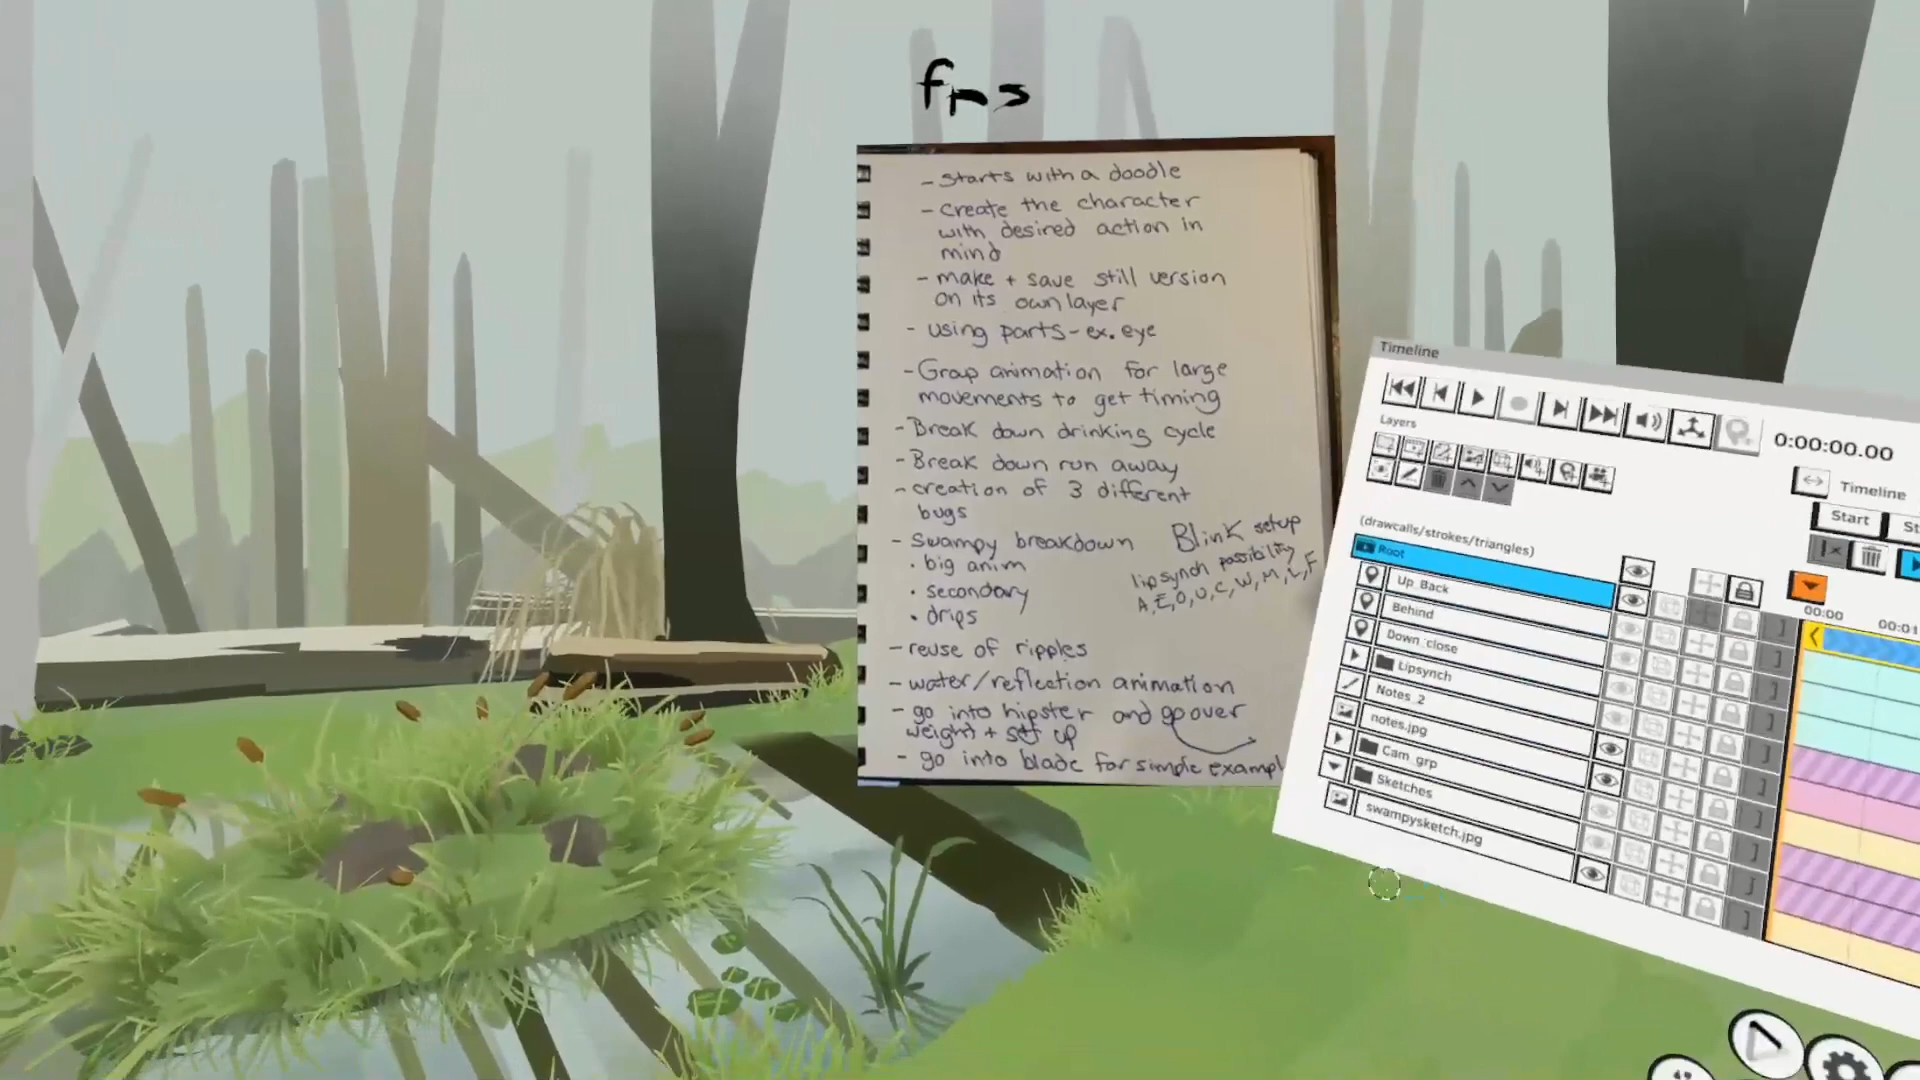 fps
- Starts with a doodle
- create the character
with desired action in
mind
- make + save still version
on its own layer
- using parts - ex. eye
- Group animation for large
movements to get timing
- Break down drinking cycle
- Break down run away
- creation of 3 different
bugs
- Swampy breakdown
• big anim
• secondary
• drips
Blink setup
lipsynch possibility
A, E, O, U, C, W, M, L, F
- reuse of ripples
- water/reflection animation
- go into hipster and go over
weight + set up
- go into blade for simple exampl
Timeline
0:00:00.00
Layers
Timeline
Start
St
(drawcalls/strokes/triangles)
Root
Up_Back
Behind
Down_close
Lipsynch
Notes_2
notes.jpg
Cam_grp
Sketches
swampysketch.jpg
00:00
00:01